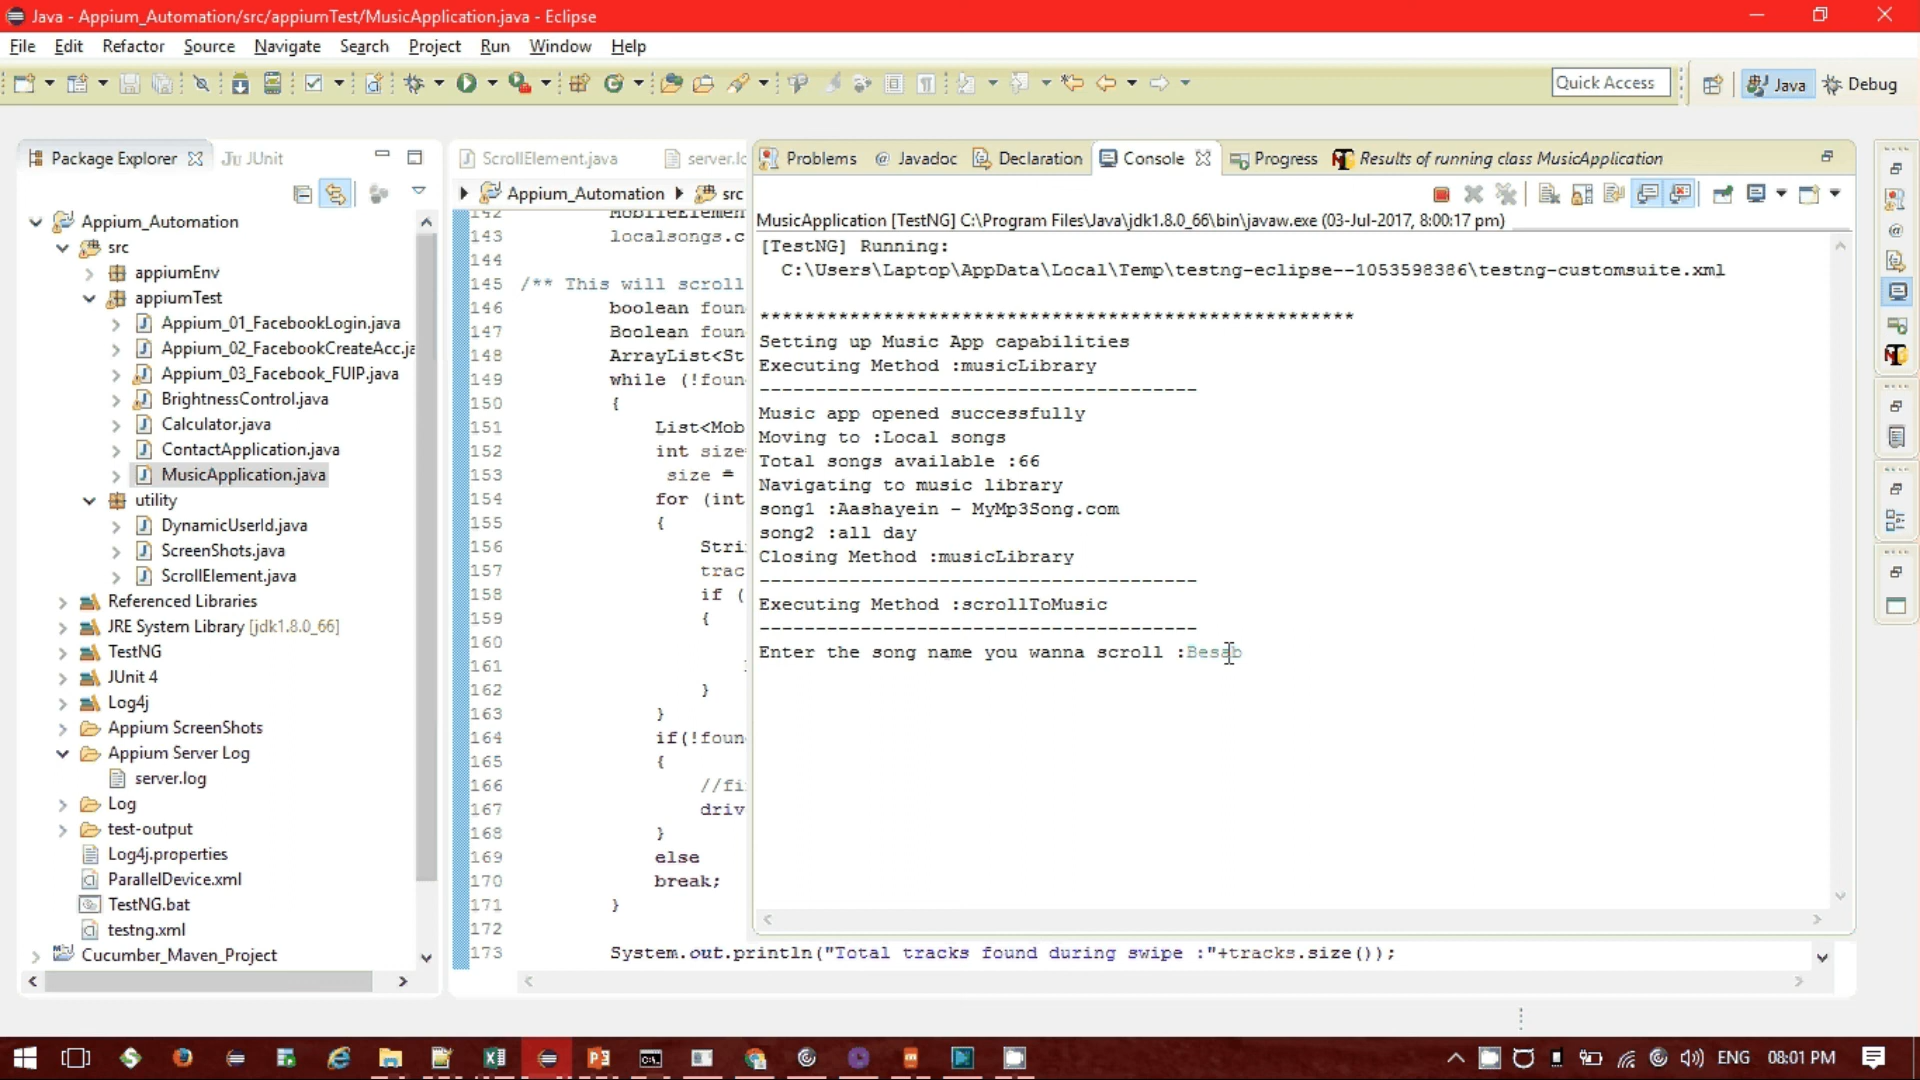 Java - Appium_Automation/src/appiumTest/MusicApplication.java - Eclipse
File Edit Refactor Source Navigate Search Project Run Window Help
Quick Access
Java
Debug
Package Explorer
JUnit
Appium_Automation
src
appiumEnv
appiumTest
Appium_01_FacebookLogin.java
Appium_02_FacebookCreateAcc.ja
Appium_03_Facebook_FUIP.java
BrightnessControl.java
Calculator.java
ContactApplication.java
MusicApplication.java
utility
DynamicUserId.java
ScreenShots.java
ScrollElement.java
Referenced Libraries
JRE System Library [jdk1.8.0_66]
TestNG
JUnit 4
Log4j
Appium ScreenShots
Appium Server Log
server.log
Log
test-output
Log4j.properties
ParallelDevice.xml
TestNG.bat
testng.xml
Cucumber_Maven_Project
ScrollElement.java
server.lo
Appium_Automation
src
142 MobileElemen
143 localsongs.c
144
145 /** This will scroll
146 boolean foun
147 Boolean foun
148 ArrayList<St
149 while (!foun
150 {
151 List<Mob
152 int size
153 size =
154 for (int
155 {
156 Stri
157 trac
158 if (
159 {
160
161
162 }
163 }
164 if(!foun
165 {
166 //fi
167 driv
168 }
169 else
170 break;
171 }
172
173 System.out.println("Total tracks found during swipe :"+tracks.size());
Problems @ Javadoc Declaration Console Progress Results of running class MusicApplication
MusicApplication [TestNG] C:\Program Files\Java\jdk1.8.0_66\bin\javaw.exe (03-Jul-2017, 8:00:17 pm)
[TestNG] Running:
C:\Users\Laptop\AppData\Local\Temp\testng-eclipse--1053598386\testng-customsuite.xml
*****************************************************
Setting up Music App capabilities
Executing Method :musicLibrary
---------------------------------------
Music app opened successfully
Moving to :Local songs
Total songs available :66
Navigating to music library
song1 :Aashayein - MyMp3Song.com
song2 :all day
Closing Method :musicLibrary
---------------------------------------
Executing Method :scrollToMusic
---------------------------------------
Enter the song name you wanna scroll :Besab
ENG 08:01 PM